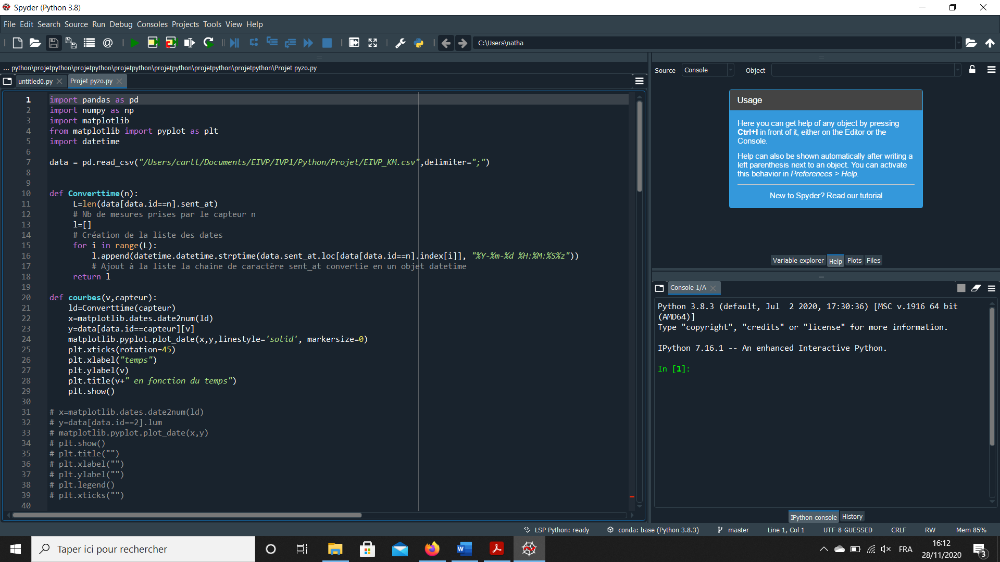 Spyder (Python 3.8)
File Edit Search Source Run Debug Consoles Projects Tools View Help
C:\Users\natha
... python\projetpython\projetpython\projetpython\projetpython\projetpython\projetpython\Projet pyzo.py
untitled0.py
Projet pyzo.py
1 import pandas as pd
2 import numpy as np
3 import matplotlib
4 from matplotlib import pyplot as plt
5 import datetime
6
7 data = pd.read_csv("/Users/carll/Documents/EIVP/IVP1/Python/Projet/EIVP_KM.csv",delimiter=";")
8
9
10 def Converttime(n):
11 L=len(data[data.id==n].sent_at)
12 # Nb de mesures prises par le capteur n
13 l=[]
14 # Création de la liste des dates
15 for i in range(L):
16 l.append(datetime.datetime.strptime(data.sent_at.loc[data[data.id==n].index[i]], "%Y-%m-%d %H:%M:%S%z"))
17 # Ajout à la liste la chaine de caractère sent_at convertie en un objet datetime
18 return l
19
20 def courbes(v,capteur):
21 ld=Converttime(capteur)
22 x=matplotlib.dates.date2num(ld)
23 y=data[data.id==capteur][v]
24 matplotlib.pyplot.plot_date(x,y,linestyle='solid', markersize=0)
25 plt.xticks(rotation=45)
26 plt.xlabel("temps")
27 plt.ylabel(v)
28 plt.title(v+" en fonction du temps")
29 plt.show()
30
31 # x=matplotlib.dates.date2num(ld)
32 # y=data[data.id==2].lum
33 # matplotlib.pyplot.plot_date(x,y)
34 # plt.show()
35 # plt.title("")
36 # plt.xlabel("")
37 # plt.ylabel("")
38 # plt.legend()
39 # plt.xticks("")
40
Source Console Object
Usage
Here you can get help of any object by pressing
Ctrl+I in front of it, either on the Editor or the
Console.
Help can also be shown automatically after writing a
left parenthesis next to an object. You can activate
this behavior in Preferences > Help.
New to Spyder? Read our tutorial
Variable explorer Help Plots Files
Console 1/A
Python 3.8.3 (default, Jul  2 2020, 17:30:36) [MSC v.1916 64 bit
(AMD64)]
Type "copyright", "credits" or "license" for more information.
IPython 7.16.1 -- An enhanced Interactive Python.
In [1]:
IPython console History
LSP Python: ready conda: base (Python 3.8.3) master Line 1, Col 1 UTF-8-GUESSED CRLF RW Mem 85%
Taper ici pour rechercher
FRA
16:12
28/11/2020
3